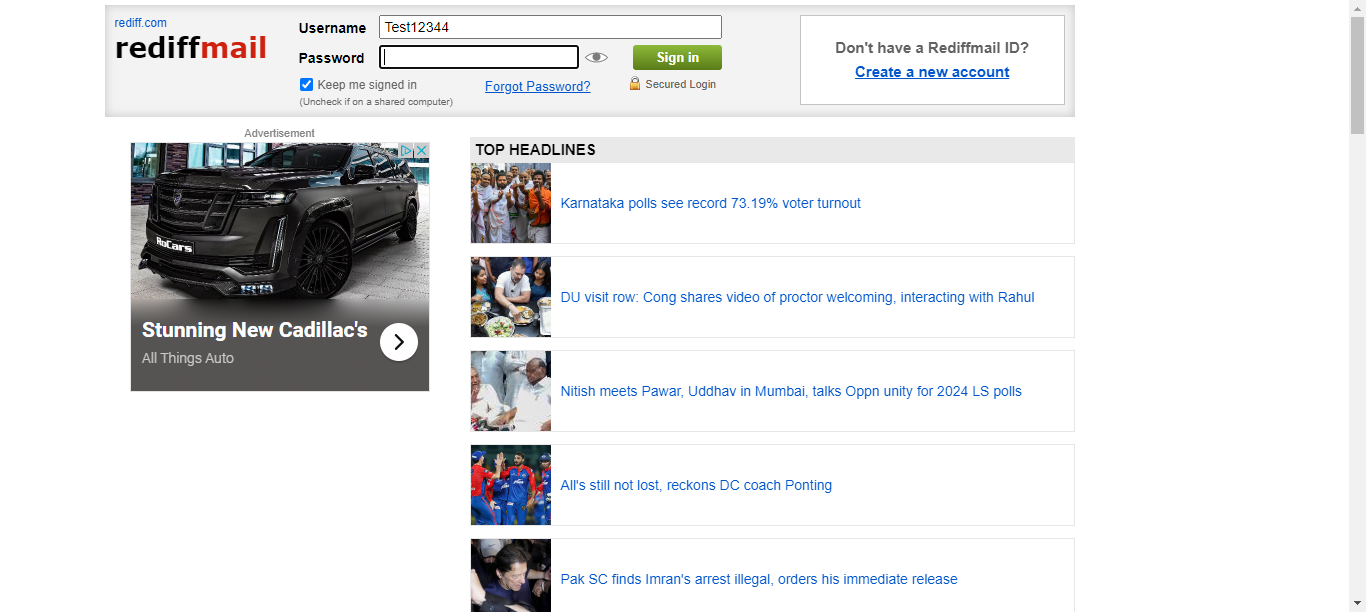 rediff.com
rediffmail
Username
Test12344
Password
Sign in
Keep me signed in
(Uncheck if on a shared computer)
Forgot Password?
Secured Login
Don't have a Rediffmail ID?
Create a new account
Advertisement
RoCars
Stunning New Cadillac's
All Things Auto
TOP HEADLINES
Karnataka polls see record 73.19% voter turnout
DU visit row: Cong shares video of proctor welcoming, interacting with Rahul
Nitish meets Pawar, Uddhav in Mumbai, talks Oppn unity for 2024 LS polls
All's still not lost, reckons DC coach Ponting
Pak SC finds Imran's arrest illegal, orders his immediate release